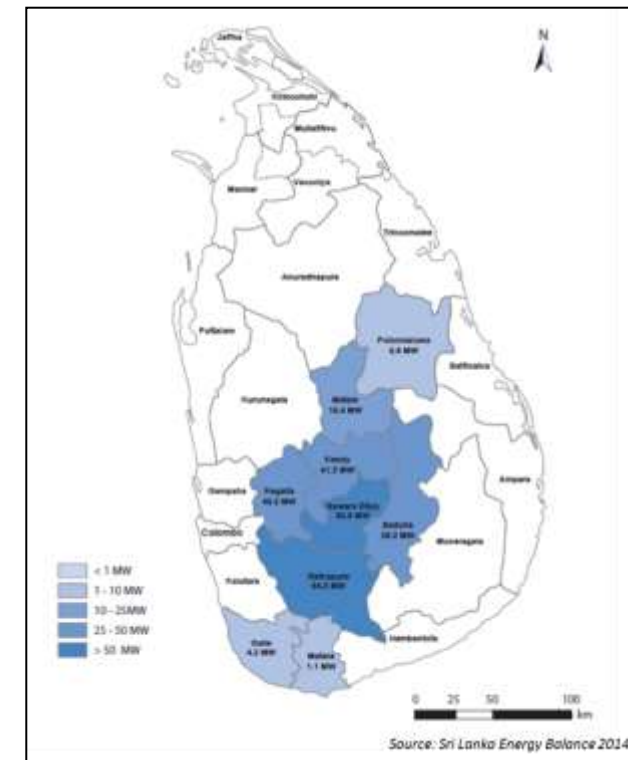 Jaffna
N
Kilinochchi
Mullaitivu
Mannar
Vavuniya
Trincomalee
Anuradhapura
Puttalam
Polonnaruwa
Batticaloa
Kurunegala
Matale
Kandy
Ampara
Gampaha
Kegalle
Nuwara Eliya
Badulla
Moneragala
Colombo
Ratnapura
< 1 MW
1 - 10 MW
10 - 25MW
25 - 50 MW
> 50 MW
Kalutara
Galle
4.2 MW
Matara
1.1 MW
Hambantota
0 25 50 100
km
Source: Sri Lanka Energy Balance 2014